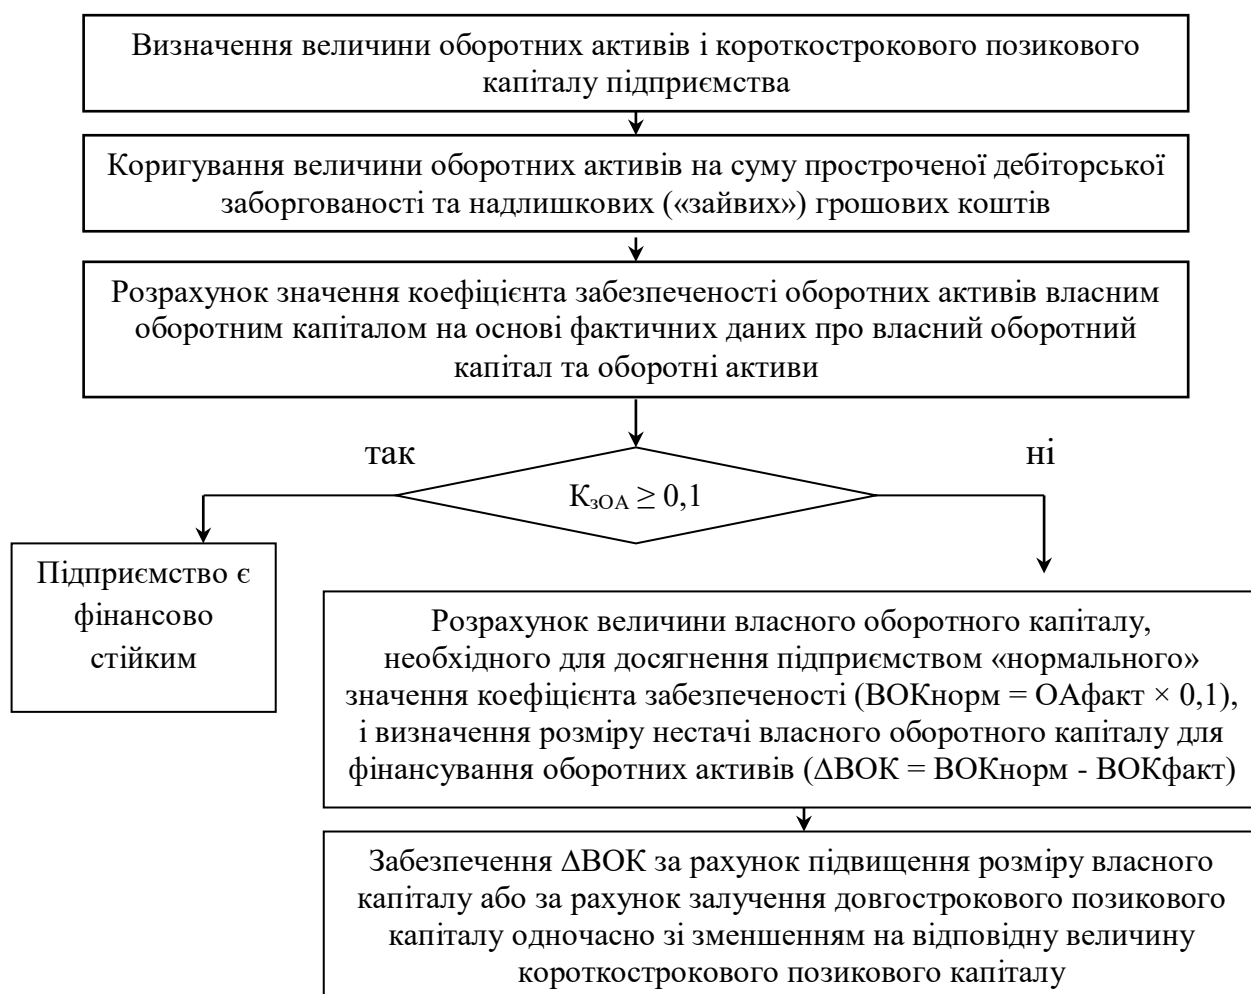 Визначення величини оборотних активів і короткострокового позикового
капіталу підприємства
Коригування величини оборотних активів на суму простроченої дебіторської
заборгованості та надлишкових («зайвих») грошових коштів
Розрахунок значення коефіцієнта забезпеченості оборотних активів власним
оборотним капіталом на основі фактичних даних про власний оборотний
капітал та оборотні активи
так
ні
КзОА ≥ 0,1
Підприємство є
фінансово
стійким
Розрахунок величини власного оборотного капіталу,
необхідного для досягнення підприємством «нормального»
значення коефіцієнта забезпеченості (ВОКнорм = ОАфакт × 0,1),
і визначення розміру нестачі власного оборотного капіталу для
фінансування оборотних активів (ΔВОК = ВОКнорм - ВОКфакт)
Забезпечення ΔВОК за рахунок підвищення розміру власного
капіталу або за рахунок залучення довгострокового позикового
капіталу одночасно зі зменшенням на відповідну величину
короткострокового позикового капіталу